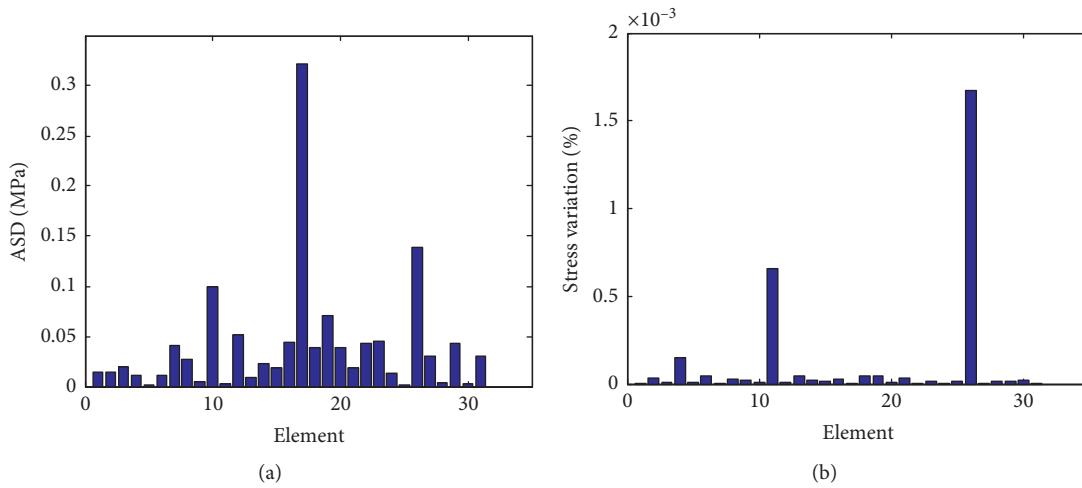 0.3
0.25
0.2
0.15
0.1
0.05
0
ASD (MPa)
0 10 20 30
Element
(a)
×10⁻³
2
1.5
1
0.5
0
Stress variation (%)
0 10 20 30
Element
(b)